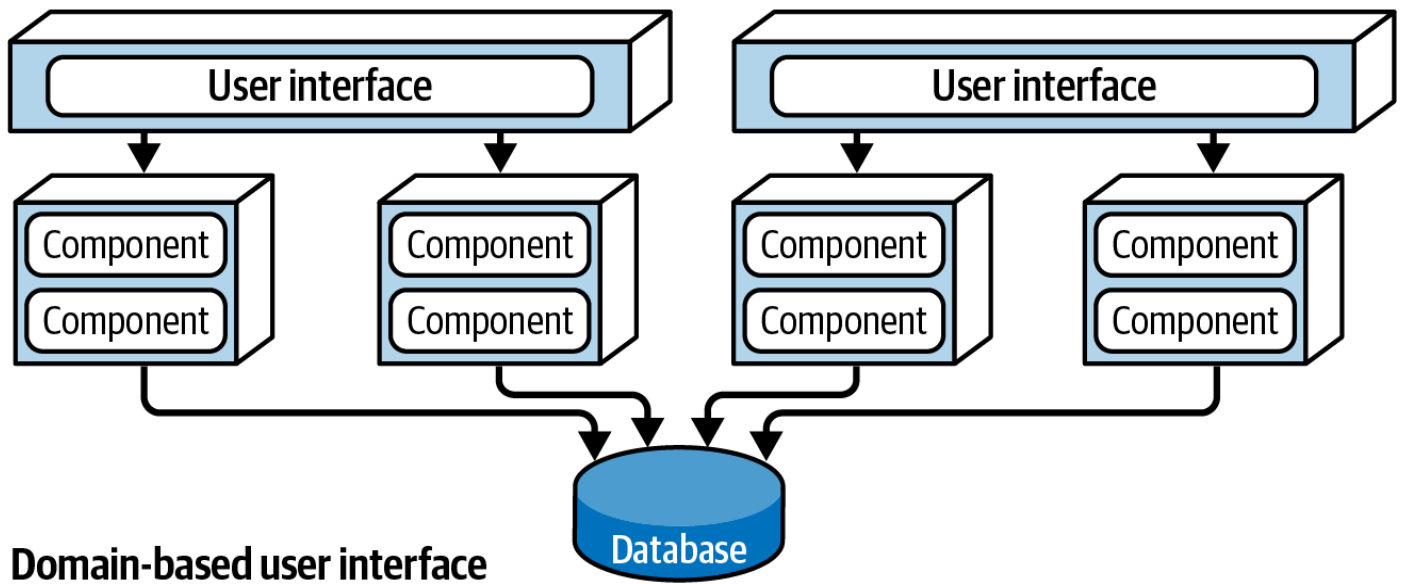 User interface
User interface
Component
Component
Component
Component
Component
Component
Component
Component
Database
Domain-based user interface